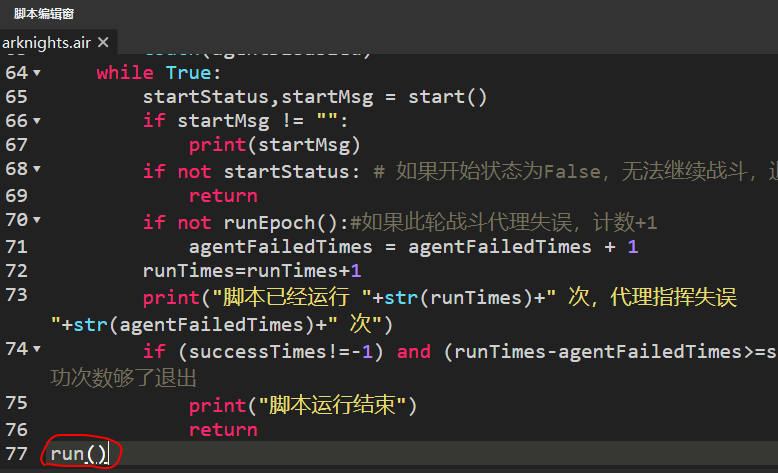 脚本编辑窗
arknights.air ✕
64 while True:
65 startStatus,startMsg = start()
66 if startMsg != "":
67 print(startMsg)
68 if not startStatus: # 如果开始状态为False，无法继续战斗，退
69 return
70 if not runEpoch():#如果此轮战斗代理失误，计数+1
71 agentFailedTimes = agentFailedTimes + 1
72 runTimes=runTimes+1
73 print("脚本已经运行 "+str(runTimes)+" 次，代理指挥失误
"+str(agentFailedTimes)+" 次")
74 if (successTimes!=-1) and (runTimes-agentFailedTimes>=s
功次数够了退出
75 print("脚本运行结束")
76 return
77 run()